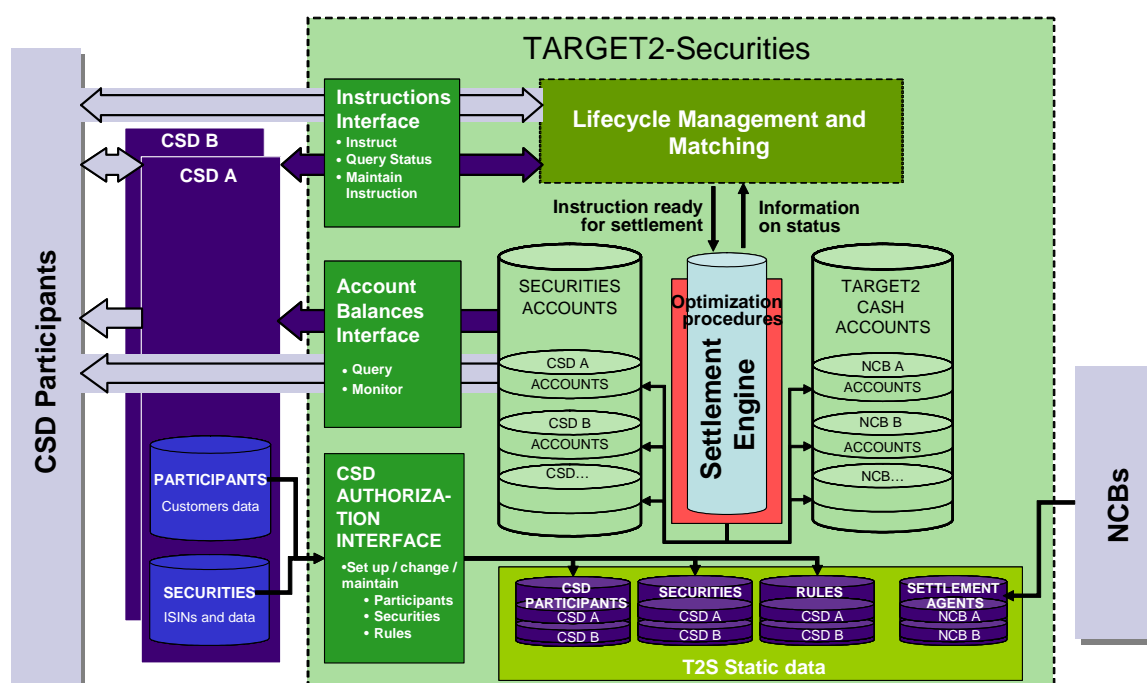 TARGET2-Securities
CSD Participants
CSD B
CSD A
Instructions
Interface
• Instruct
• Query Status
• Maintain
Instruction
Lifecycle Management and
Matching
Instruction ready
for settlement
Information
on status
Account
Balances
Interface
• Query
• Monitor
SECURITIES
ACCOUNTS
CSD A
ACCOUNTS
CSD B
ACCOUNTS
CSD…
Optimization
procedures
Settlement
Engine
TARGET2
CASH
ACCOUNTS
NCB A
ACCOUNTS
NCB B
ACCOUNTS
NCB…
NCBs
PARTICIPANTS
Customers data
SECURITIES
ISINs and data
CSD
AUTHORIZA-
TION
INTERFACE
•Set up / change /
maintain
• Participants
• Securities
• Rules
CSD
PARTICIPANTS
CSD A
CSD B
SECURITIES
CSD A
CSD B
RULES
CSD A
CSD B
SETTLEMENT
AGENTS
NCB A
NCB B
T2S Static data